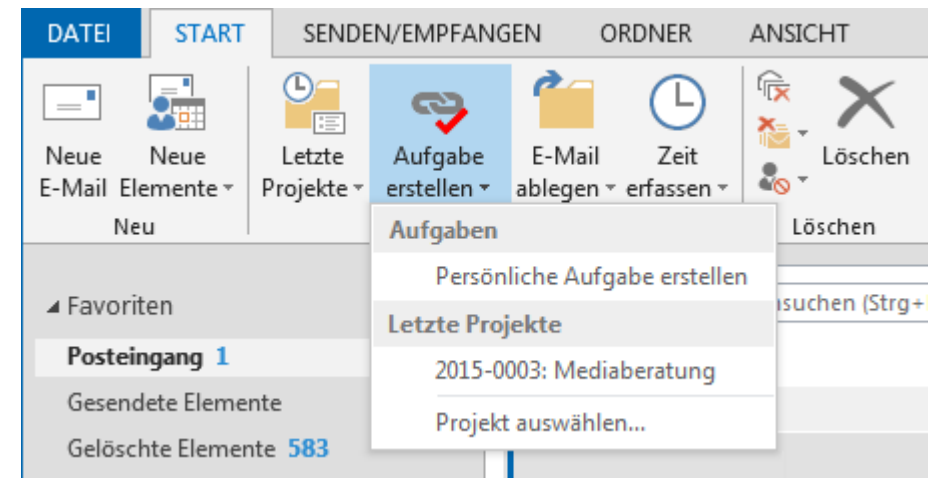 DATEI START SENDEN/EMPFANGEN ORDNER ANSICHT
Neue Neue Letzte Aufgabe E-Mail Zeit Löschen
E-Mail Elemente Projekte erstellen ablegen erfassen
Neu Löschen
Aufgaben
Persönliche Aufgabe erstellen
Favoriten
(Strg+
Letzte Projekte
Posteingang 1
2015-0003: Mediaberatung
Gesendete Elemente
Projekt auswählen...
Gelöschte Elemente 583